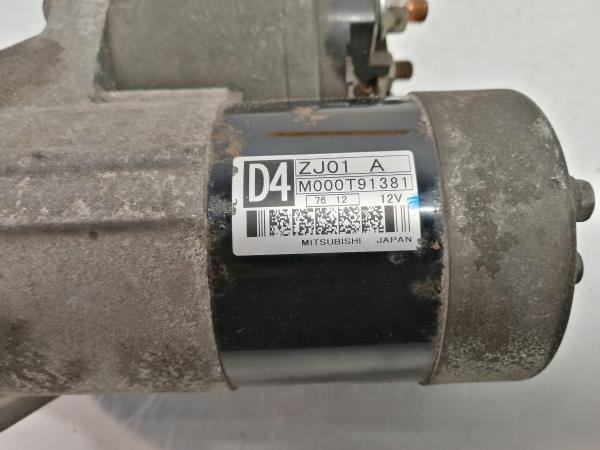 D4
ZJ01 A
M000T91381
76 12 12V
MITSUBISHI JAPAN